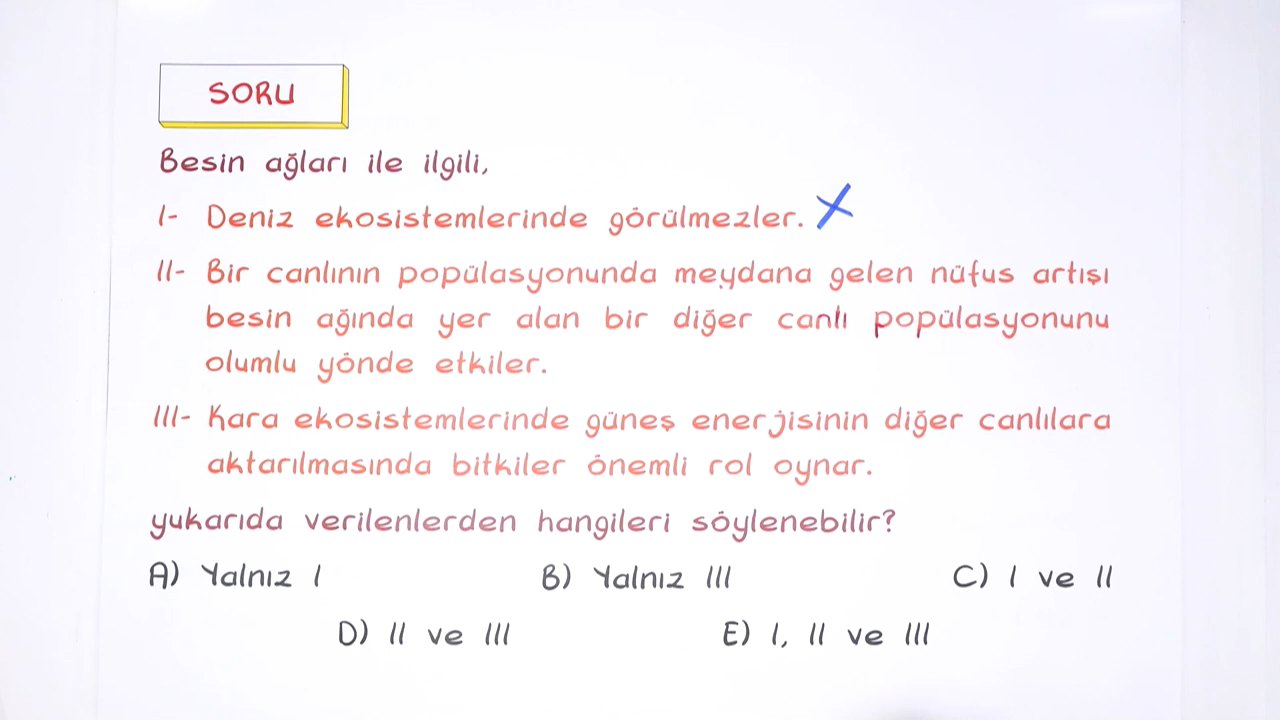 SORU
Besin ağları ile ilgili,
I- Deniz ekosistemlerinde görülmezler. X
II- Bir canlının popülasyonunda meydana gelen nüfus artışı
besin ağında yer alan bir diğer canlı popülasyonunu
olumlu yönde etkiler.
III- Kara ekosistemlerinde güneş enerjisinin diğer canlılara
aktarılmasında bitkiler önemli rol oynar.
yukarıda verilenlerden hangileri söylenebilir?
A) Yalnız I B) Yalnız III C) I ve II
D) II ve III E) I, II ve III